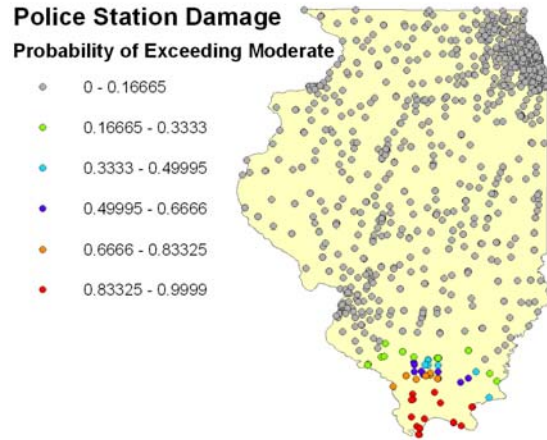 Police Station Damage
Probability of Exceeding Moderate
0 - 0.16665
0.16665 - 0.3333
0.3333 - 0.49995
0.49995 - 0.6666
0.6666 - 0.83325
0.83325 - 0.9999